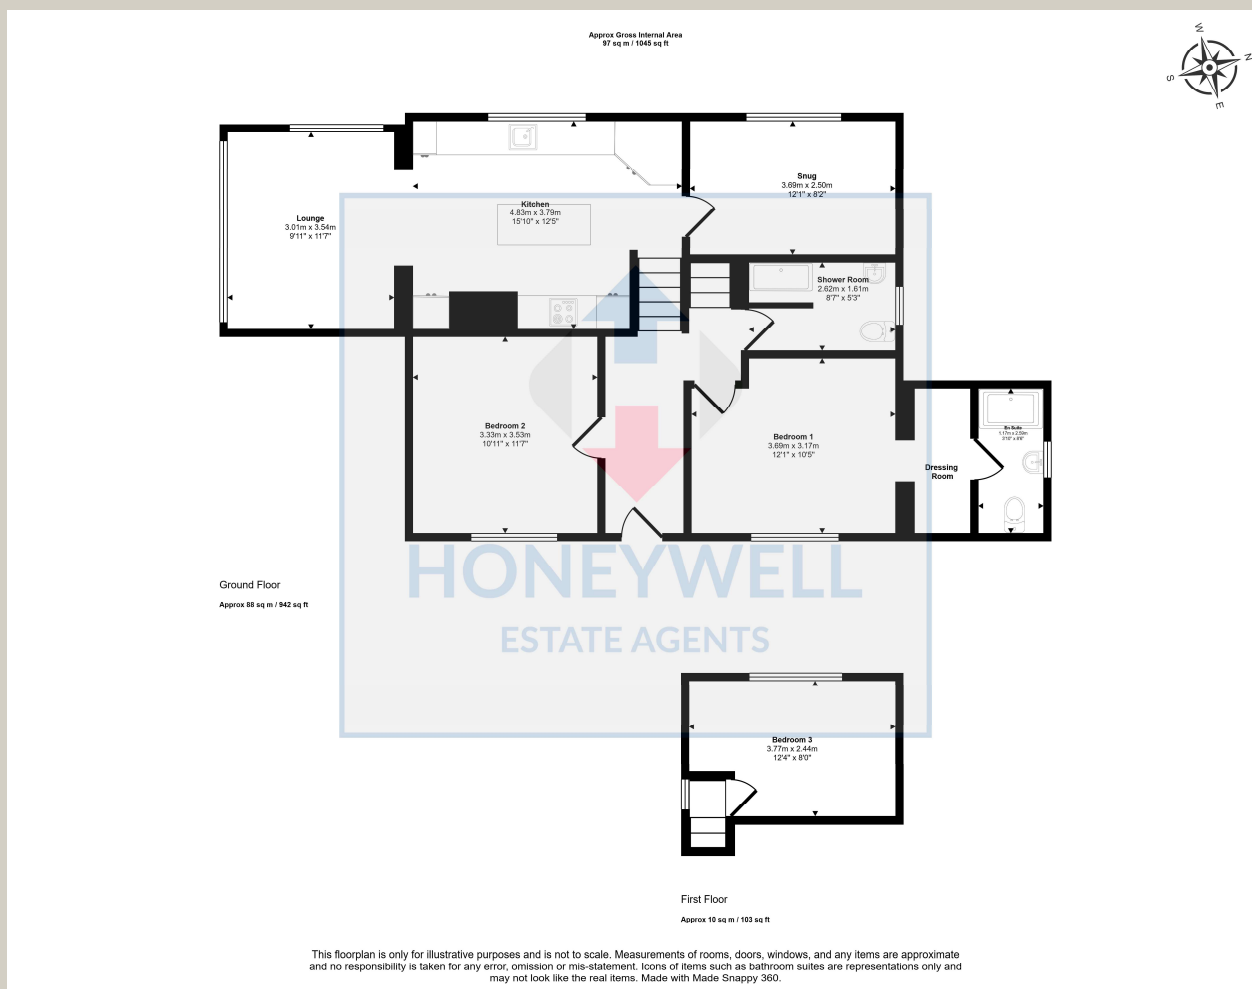 Approx Gross Internal Area
97 sq m / 1045 sq ft
W
N
S
E
Snug
3.69m x 2.50m
12'1" x 8'2"
Kitchen
4.83m x 3.79m
15'10" x 12'5"
Lounge
3.01m x 3.54m
9'11" x 11'7"
Shower Room
2.62m x 1.61m
8'7" x 5'3"
Bedroom 2
3.33m x 3.53m
10'11" x 11'7"
Bedroom 1
3.69m x 3.17m
12'1" x 10'5"
Dressing
Room
En Suite
1.17m x 2.59m
3'10" x 8'6"
HONEYWELL
ESTATE AGENTS
Ground Floor
Approx 88 sq m / 942 sq ft
Bedroom 3
3.77m x 2.44m
12'4" x 8'0"
First Floor
Approx 10 sq m / 103 sq ft
This floorplan is only for illustrative purposes and is not to scale. Measurements of rooms, doors, windows, and any items are approximate
and no responsibility is taken for any error, omission or mis-statement. Icons of items such as bathroom suites are representations only and
may not look like the real items. Made with Made Snappy 360.